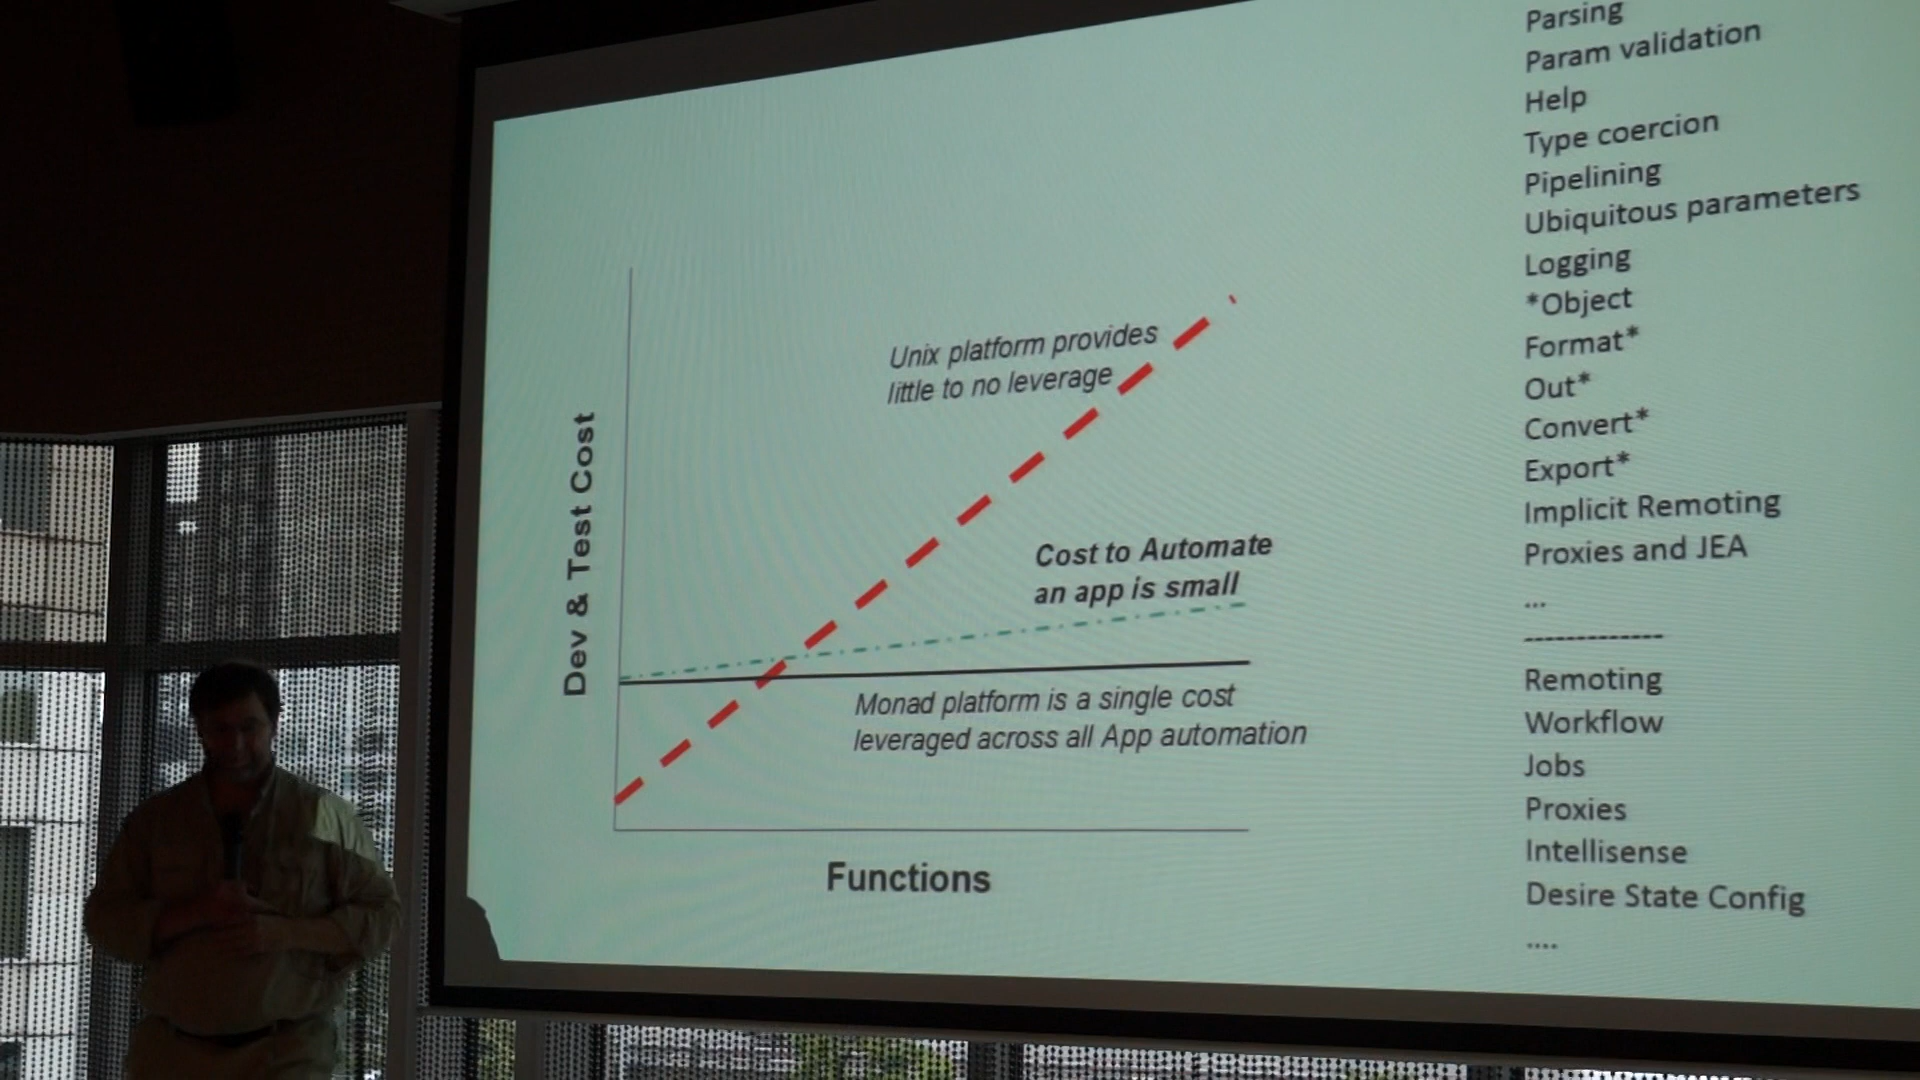 Dev & Test Cost
Unix platform provides
little to no leverage
Cost to Automate
an app is small
Monad platform is a single cost
leveraged across all App automation
Functions
Parsing
Param validation
Help
Type coercion
Pipelining
Ubiquitous parameters
Logging
*Object
Format*
Out*
Convert*
Export*
Implicit Remoting
Proxies and JEA
...
-------------
Remoting
Workflow
Jobs
Proxies
Intellisense
Desire State Config
....